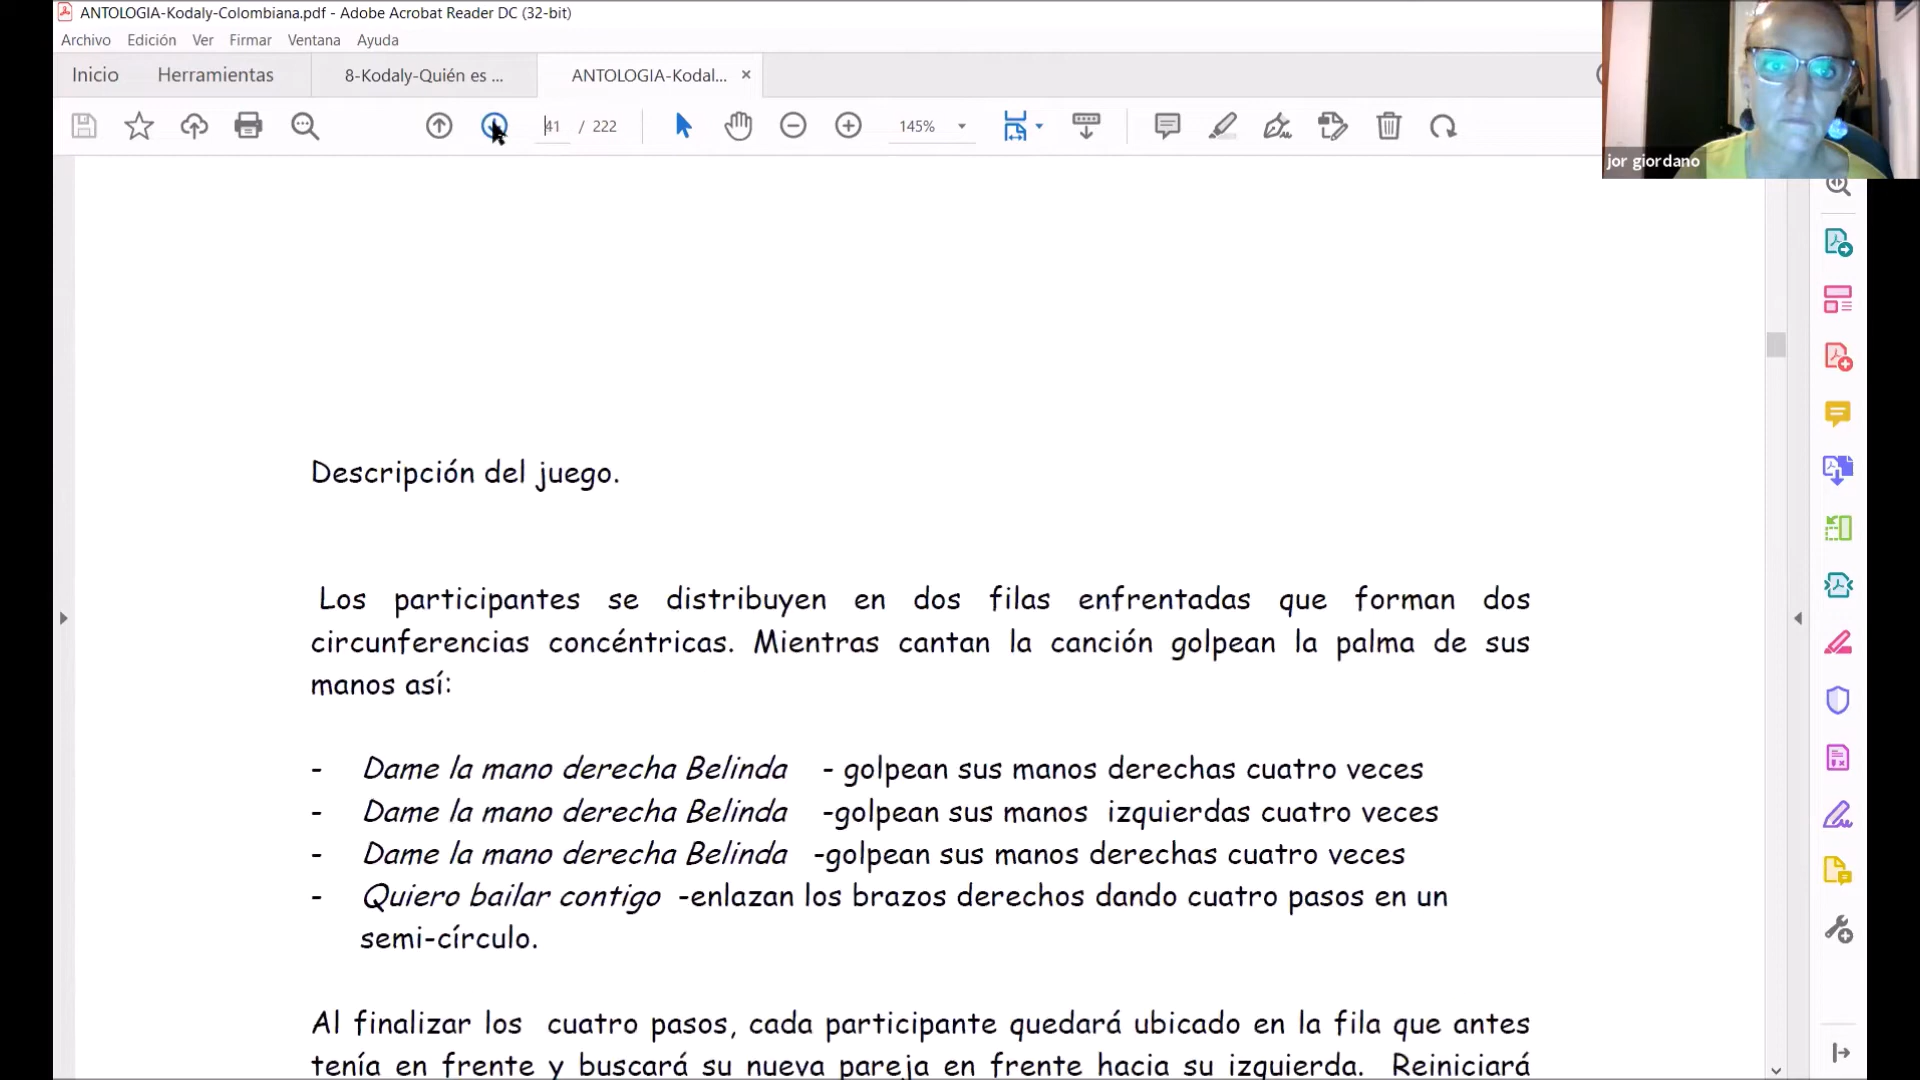 ANTOLOGIA-Kodaly-Colombiana.pdf - Adobe Acrobat Reader DC (32-bit)
Archivo Edición Ver Firmar Ventana Ayuda
Inicio Herramientas 8-Kodaly-Quién es ... ANTOLOGIA-Kodal... ×
41 / 222 145%
jor giordano
Descripción del juego.
Los participantes se distribuyen en dos filas enfrentadas que forman dos
circunferencias concéntricas. Mientras cantan la canción golpean la palma de sus
manos así:
- Dame la mano derecha Belinda - golpean sus manos derechas cuatro veces
- Dame la mano derecha Belinda -golpean sus manos izquierdas cuatro veces
- Dame la mano derecha Belinda -golpean sus manos derechas cuatro veces
- Quiero bailar contigo -enlazan los brazos derechos dando cuatro pasos en un
semi-círculo.
Al finalizar los cuatro pasos, cada participante quedará ubicado en la fila que antes
tenía en frente y buscará su nueva pareja en frente hacia su izquierda. Reiniciará